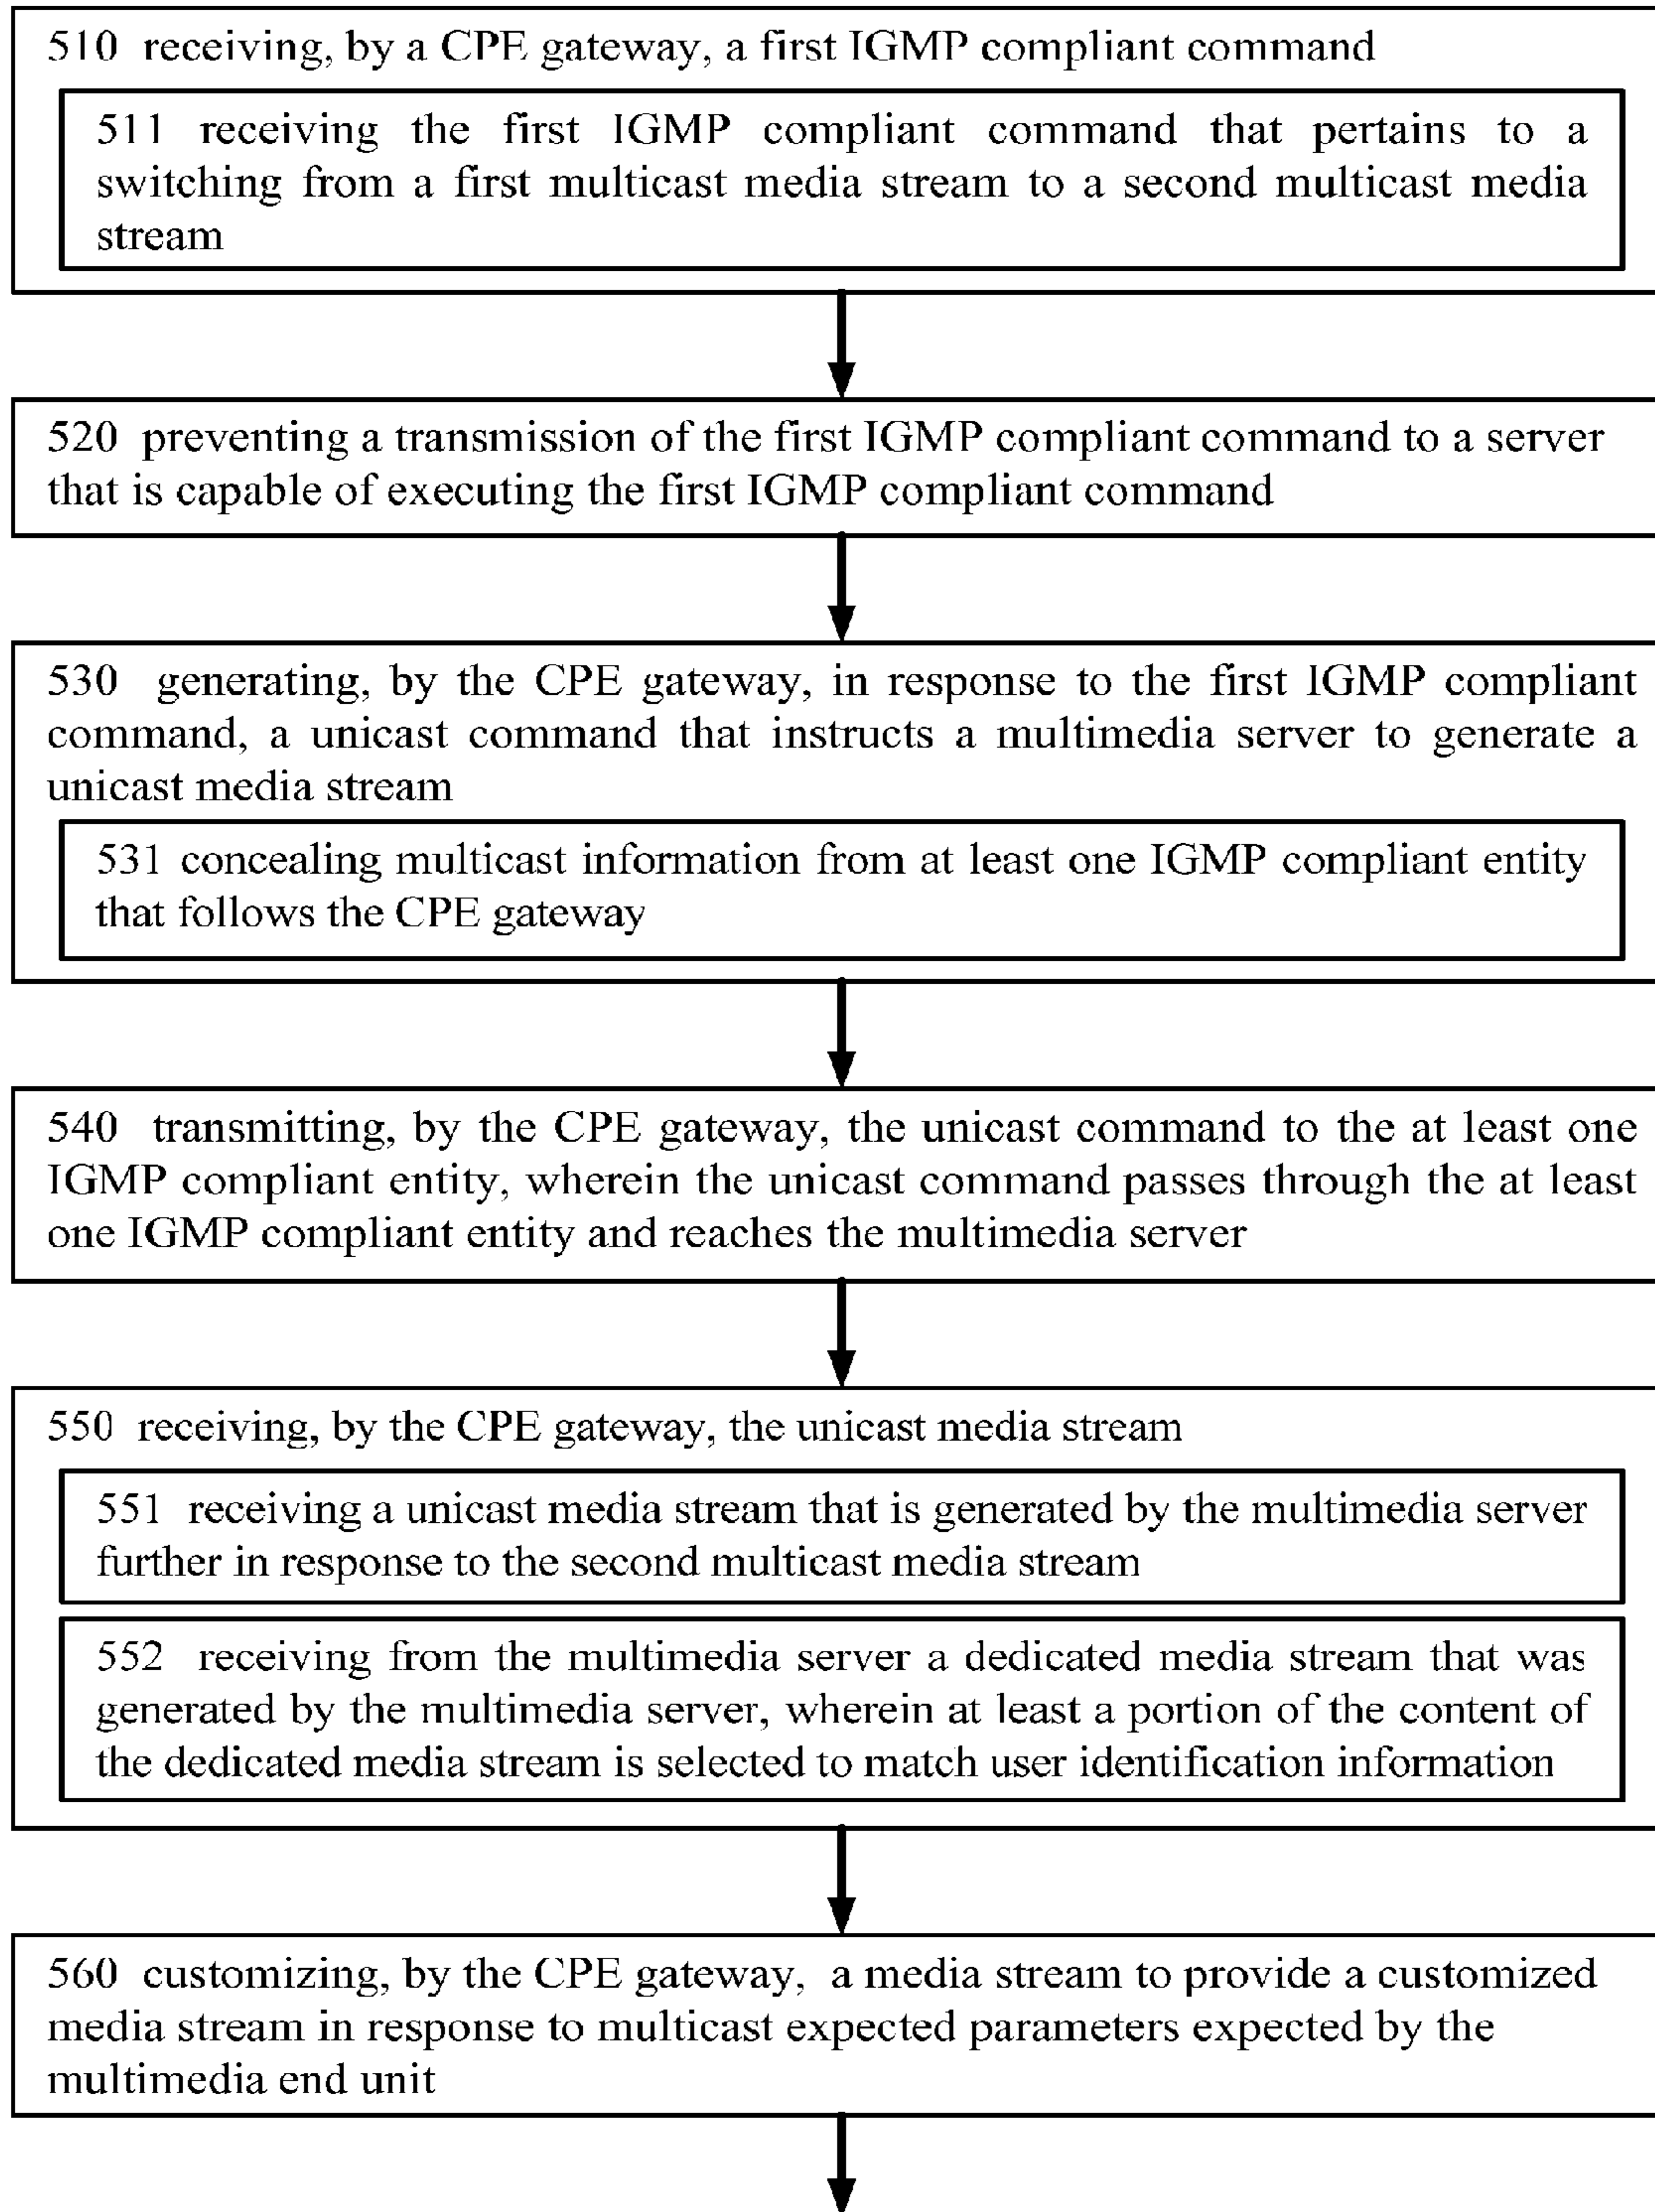 510 receiving, by a CPE gateway, a first IGMP compliant command
511 receiving the first IGMP compliant command that pertains to a
switching from a first multicast media stream to a second multicast media
stream
520 preventing a transmission of the first IGMP compliant command to a server
that is capable of executing the first IGMP compliant command
530 generating, by the CPE gateway, in response to the first IGMP compliant
command, a unicast command that instructs a multimedia server to generate a
unicast media stream
531 concealing multicast information from at least one IGMP compliant entity
that follows the CPE gateway
540 transmitting, by the CPE gateway, the unicast command to the at least one
IGMP compliant entity, wherein the unicast command passes through the at least
one IGMP compliant entity and reaches the multimedia server
550 receiving, by the CPE gateway, the unicast media stream
551 receiving a unicast media stream that is generated by the multimedia server
further in response to the second multicast media stream
552 receiving from the multimedia server a dedicated media stream that was
generated by the multimedia server, wherein at least a portion of the content of
the dedicated media stream is selected to match user identification information
560 customizing, by the CPE gateway, a media stream to provide a customized
media stream in response to multicast expected parameters expected by the
multimedia end unit